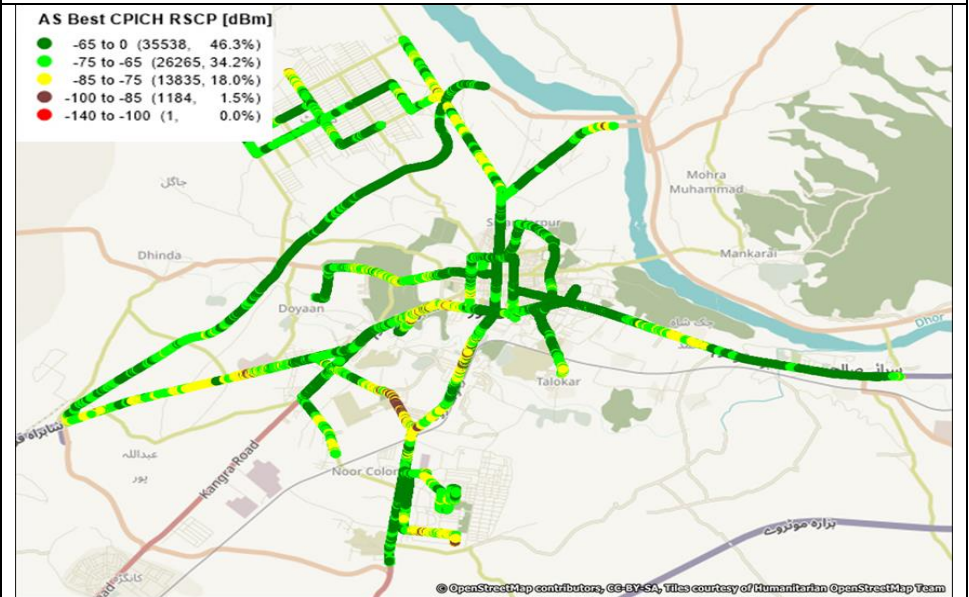 AS Best CPICH RSCP [dBm]
-65 to 0 (35538, 46.3%)
-75 to -65 (26265, 34.2%)
-85 to -75 (13835, 18.0%)
-100 to -85 (1184, 1.5%)
-140 to -100 (1, 0.0%)
جاگل
Mohra
Muhammad
Dhinda
Mankarai
Doyaan
Dhor
Talokar
عبداللہ
پور
Kangra Road
Noor Colony
ہزارہ موٹروے
کانگڑہ
© OpenStreetMap contributors, CC-BY-SA, Tiles courtesy of Humanitarian OpenStreetMap Team